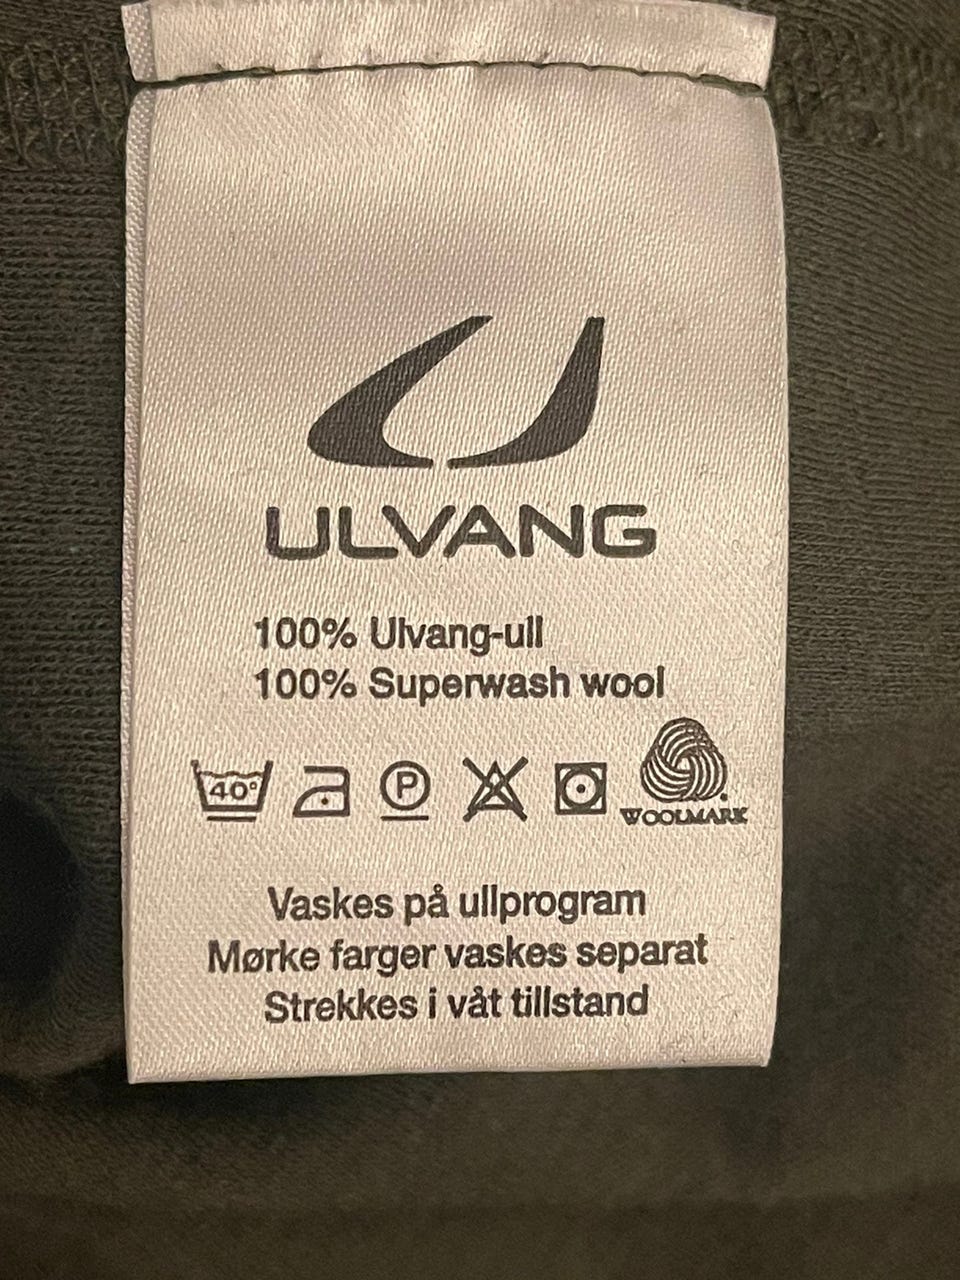 ULVANG
100% Ulvang-ull
100% Superwash wool
40° P
WOOLMARK
Vaskes på ullprogram
Mørke farger vaskes separat
Strekkes i våt tillstand